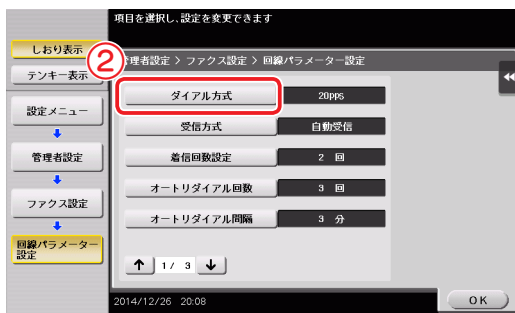 項目を選択し、設定を変更できます
しおり表示
テンキー表示
設定メニュー
管理者設定
ファクス設定
回線パラメーター
設定
②
管理者設定 > ファクス設定 > 回線パラメーター設定
ダイアル方式 20pps
受信方式 自動受信
着信回数設定 2 回
オートリダイアル回数 3 回
オートリダイアル間隔 3 分
↑ 1/ 3 ↓
2014/12/26 20:08
OK